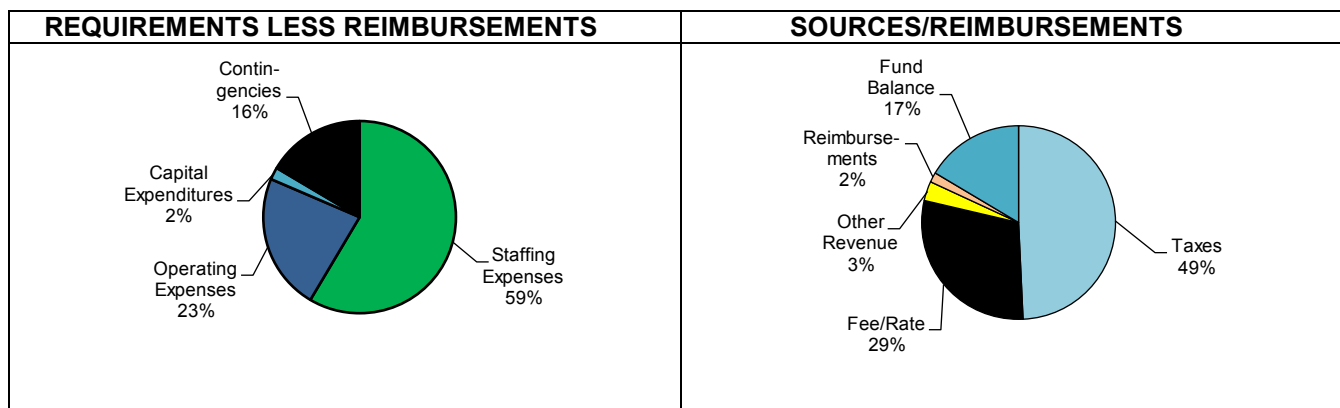 REQUIREMENTS LESS REIMBURSEMENTS
Contin-
gencies
16%
Capital
Expenditures
2%
Operating
Expenses
23%
Staffing
Expenses
59%
SOURCES/REIMBURSEMENTS
Fund
Balance
17%
Reimburse-
ments
2%
Other
Revenue
3%
Fee/Rate
29%
Taxes
49%